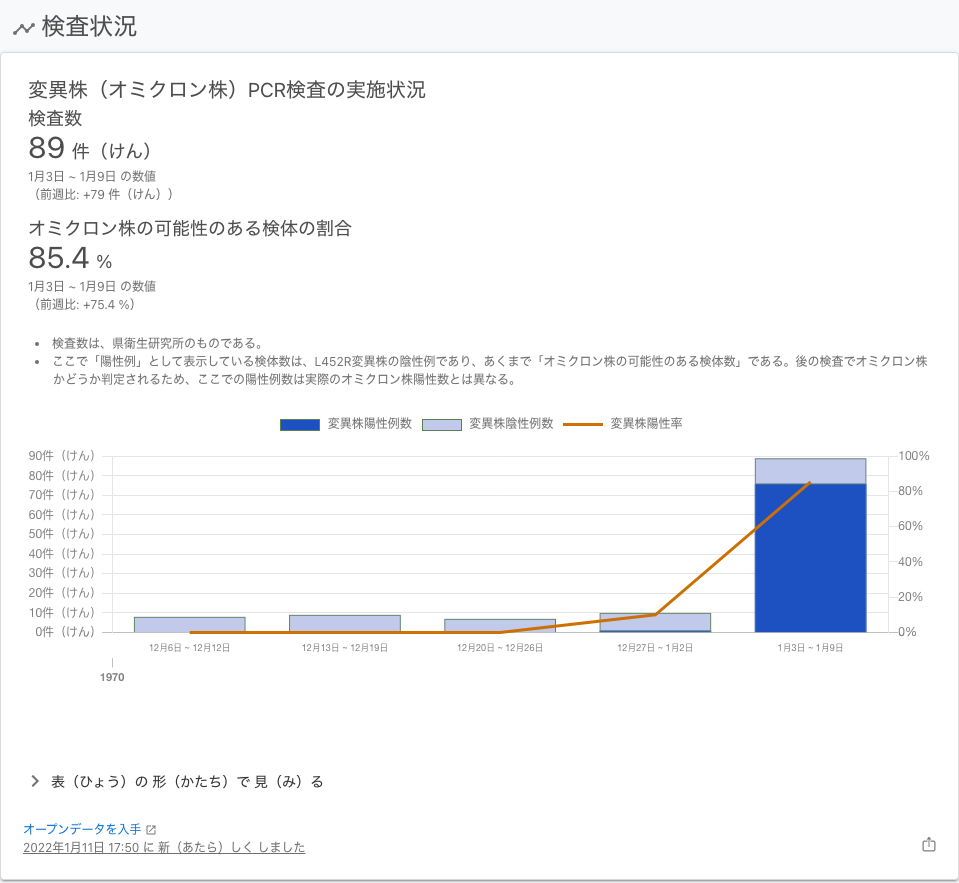 検査状況
変異株（オミクロン株）PCR検査の実施状況
検査数
89 件（けん）
1月3日 ~ 1月9日 の数値
（前週比: +79 件（けん））
オミクロン株の可能性のある検体の割合
85.4 %
1月3日 ~ 1月9日 の数値
（前週比: +75.4 %）
• 検査数は、県衛生研究所のものである。
• ここで「陽性例」として表示している検体数は、L452R変異株の陰性例であり、あくまで「オミクロン株の可能性のある検体数」である。後の検査でオミクロン株
かどうか判定されるため、ここでの陽性例数は実際のオミクロン株陽性数とは異なる。
変異株陽性例数 変異株陰性例数 変異株陽性率
90件（けん） 100%
80件（けん）
70件（けん） 80%
60件（けん）
50件（けん） 60%
40件（けん） 40%
30件（けん）
20件（けん） 20%
10件（けん）
0件（けん） 0%
12月6日 ~ 12月12日 12月13日 ~ 12月19日 12月20日 ~ 12月26日 12月27日 ~ 1月2日 1月3日 ~ 1月9日
1970
表（ひょう）の 形（かたち）で 見（み）る
オープンデータを入手
2022年1月11日 17:50 に 新（あたら）しく しました